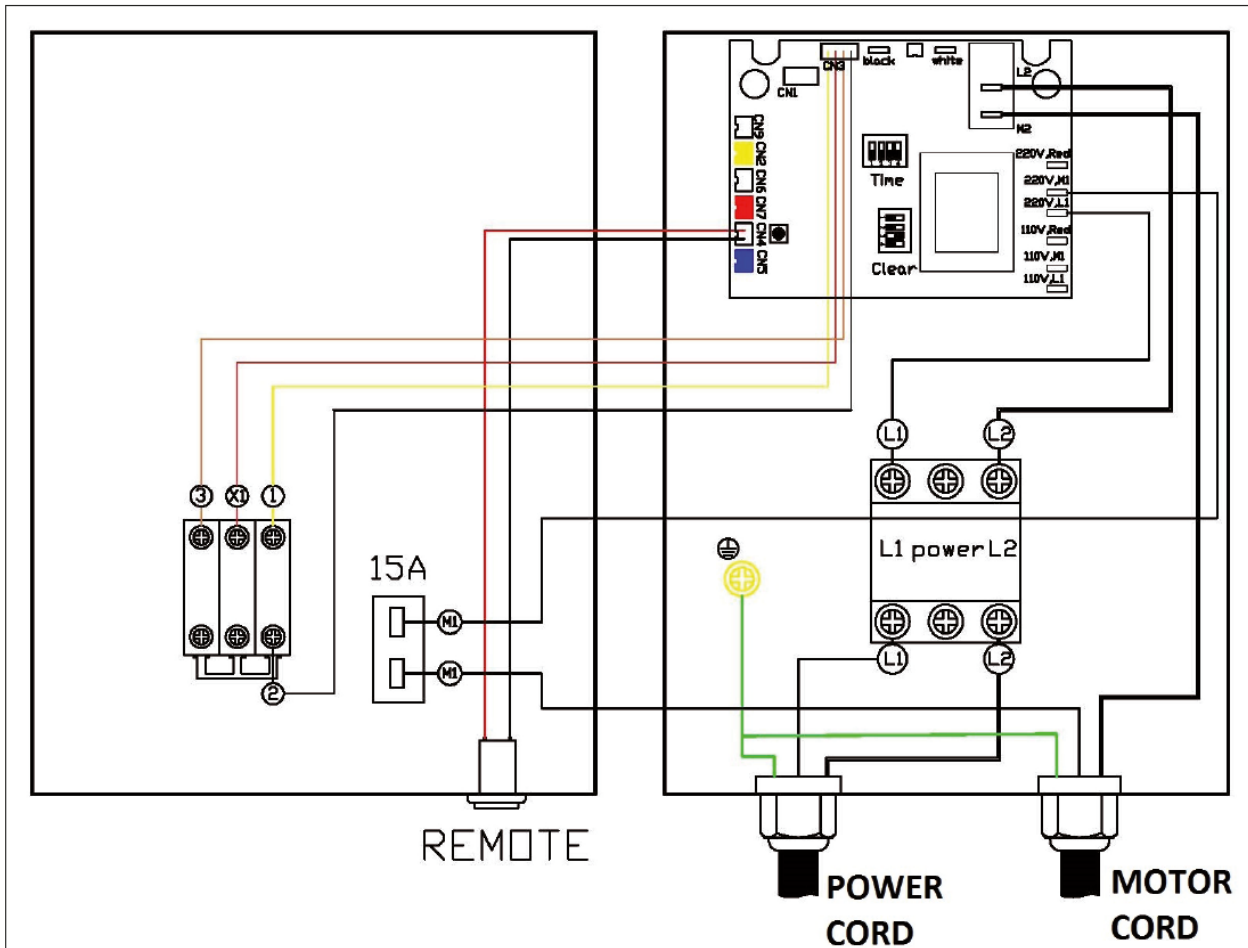 CN3
black
white
L2
CN1
M2
CN9
CN2
CN6
CN7
CN4
CN5
Time
Clear
220V,Red
220V,M1
220V,L1
110V,Red
110V,M1
110V,L1
L1
L2
3
X1
1
L1 power L2
15A
M1
M1
L1
L2
2
REMOTE
POWER
CORD
MOTOR
CORD